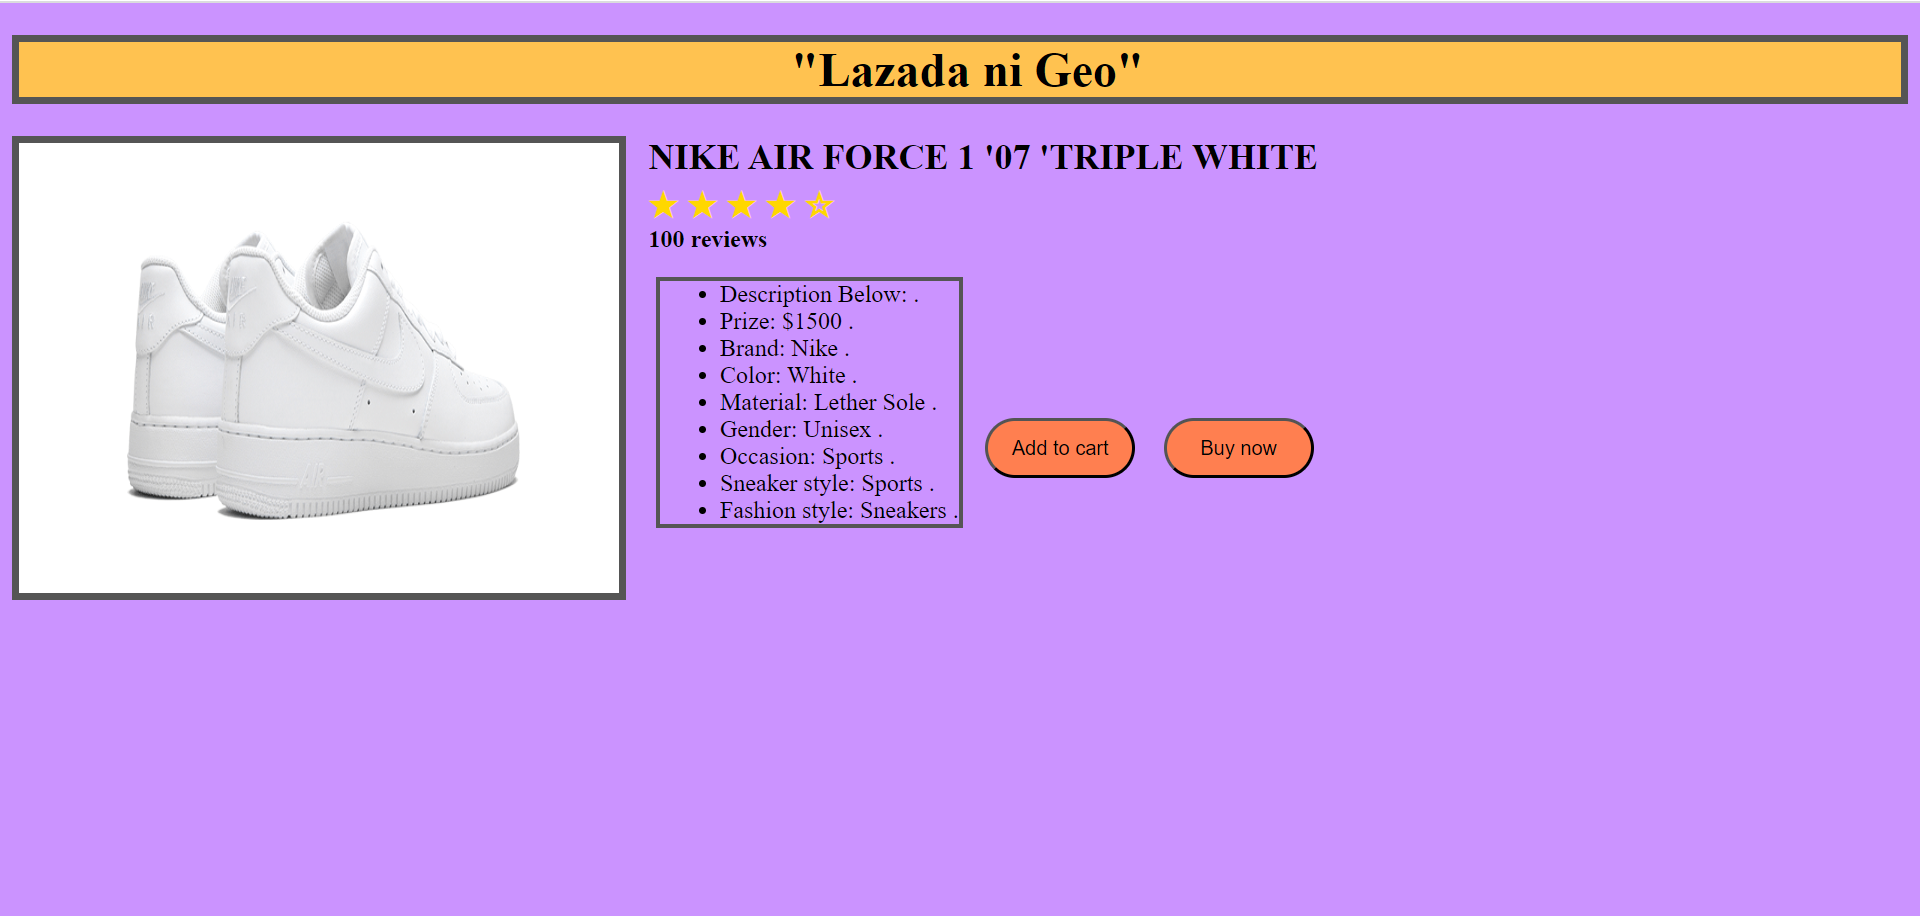 "Lazada ni Geo"
NIKE AIR FORCE 1 '07 'TRIPLE WHITE
100 reviews
Description Below: .
Prize: $1500 .
Brand: Nike .
Color: White .
Material: Lether Sole .
Gender: Unisex .
Occasion: Sports .
Sneaker style: Sports .
Fashion style: Sneakers .
Add to cart
Buy now
AIR